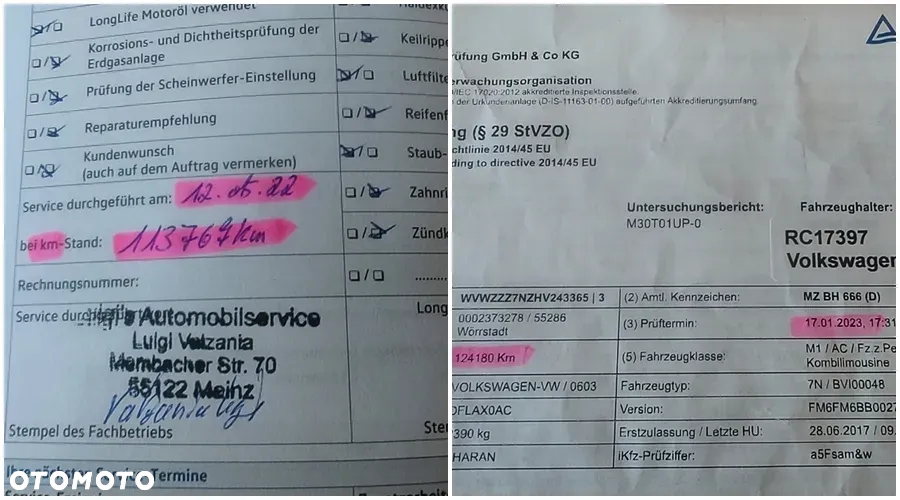 LongLife Motoröl verwendet
Korrosions- und Dichtheitsprüfung der
Erdgasanlage
Keilrippe
Prüfung der Scheinwerfer-Einstellung
Luftfilte
Reparaturempfehlung
Reifenf
Kundenwunsch
(auch auf dem Auftrag vermerken)
Staub-
Service durchgeführt am: 12.05.22
Zahnri
bei km-Stand: 113767km
Zündk
Rechnungsnummer:
Service
Long
Automobilservice
Luigi Valzania
Mombacher Str. 70
55122 Mainz
Stempel des Fachbetriebs
Ste
Termine
OTOMOTO
rüfung GmbH & Co KG
erwachungsorganisation
/IEC 17020:2012 akkreditierte Inspektionsstelle.
der Urkundenanlage (D-IS-11163-01-00) aufgeführten Akkreditierungsumfang.
ng (§ 29 StVZO)
chtlinie 2014/45 EU
ding to directive 2014/45 EU
Untersuchungsbericht:
M30T01UP-0
Fahrzeughalter:
RC17397
Volkswagen
WVWZZZ7NZHV243365 | 3
(2) Amtl. Kennzeichen:
MZ BH 666 (D)
0002373278 / 55286
Wörrstadt
(3) Prüftermin:
17.01.2023, 17:31
124180 Km
(5) Fahrzeugklasse:
M1 / AC / Fz.z.Pe
Kombilimousine
VOLKSWAGEN-VW / 0603
Fahrzeugtyp:
7N / BVI00048
DFLAX0AC
Version:
FM6FM6BB0027
390 kg
Erstzulassung / Letzte HU:
28.06.2017 / 09.
HARAN
iKfz-Prüfziffer:
a5Fsam&w